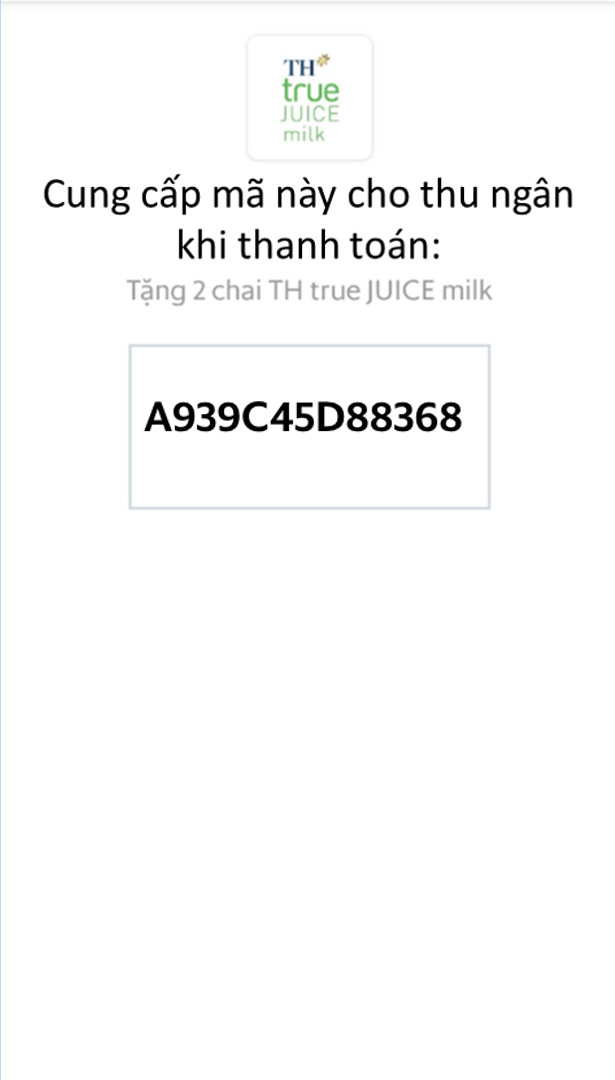 TH
true
JUICE
milk
Cung cấp mã này cho thu ngân
khi thanh toán:
Tặng 2 chai TH true JUICE milk
A939C45D88368